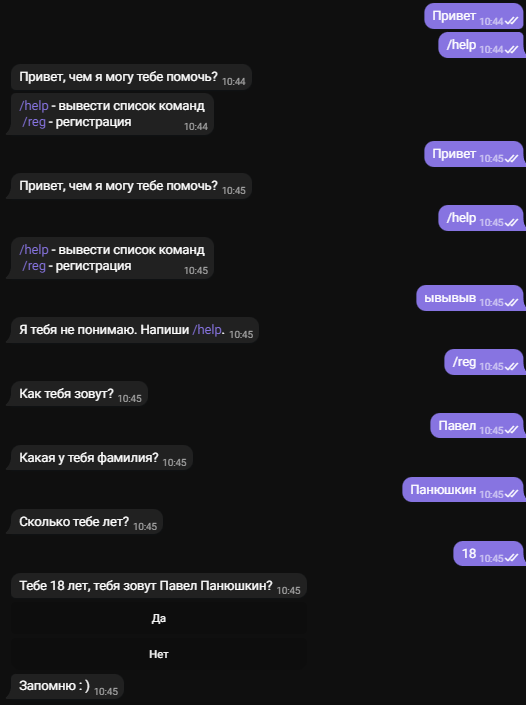 Привет 10:44
/help 10:44
Привет, чем я могу тебе помочь? 10:44
/help - вывести список команд
/reg - регистрация 10:44
Привет 10:45
Привет, чем я могу тебе помочь? 10:45
/help 10:45
/help - вывести список команд
/reg - регистрация 10:45
ывывыв 10:45
Я тебя не понимаю. Напиши /help. 10:45
/reg 10:45
Как тебя зовут? 10:45
Павел 10:45
Какая у тебя фамилия? 10:45
Панюшкин 10:45
Сколько тебе лет? 10:45
18 10:45
Тебе 18 лет, тебя зовут Павел Панюшкин? 10:45
Да
Нет
Запомню : ) 10:45